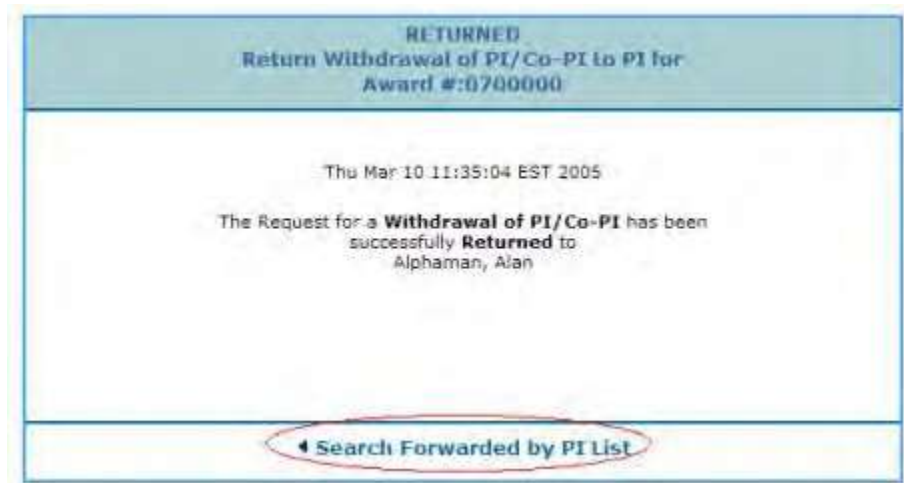 RETURNED
Return Withdrawal of PI/Co-PI to PI for
Award #:0700000
Thu Mar 10 11:35:04 EST 2005
The Request for a Withdrawal of PI/Co-PI has been
successfully Returned to
Alphaman, Alan
Search Forwarded by PI List